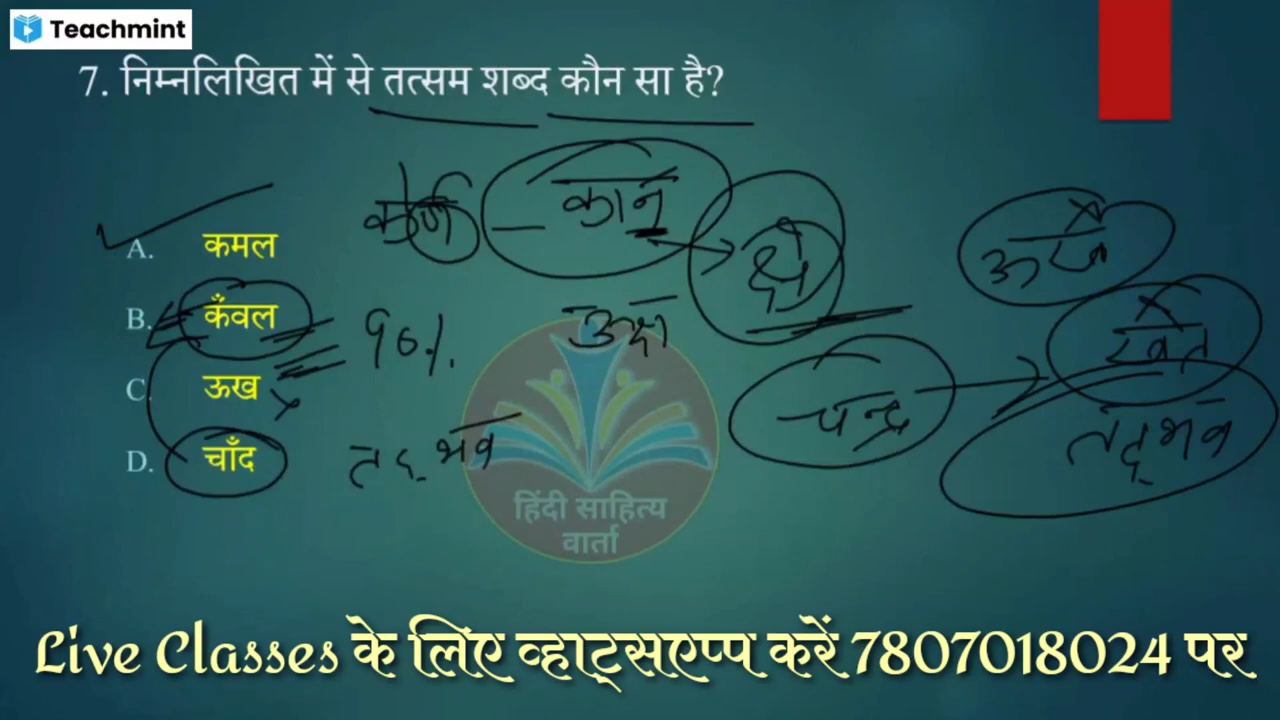 Teachmint
7. निम्नलिखित में से तत्सम शब्द कौन सा है?
कर्ण कान
क्ष
ऊख
A. कमल
B. कँवल
90%.
चन्द्र
C. ऊख
D. चाँद
तद्भव
तद्भव
हिंदी साहित्य
वार्ता
Live Classes के लिए व्हाट्सएप्प करें 7807018024 पर